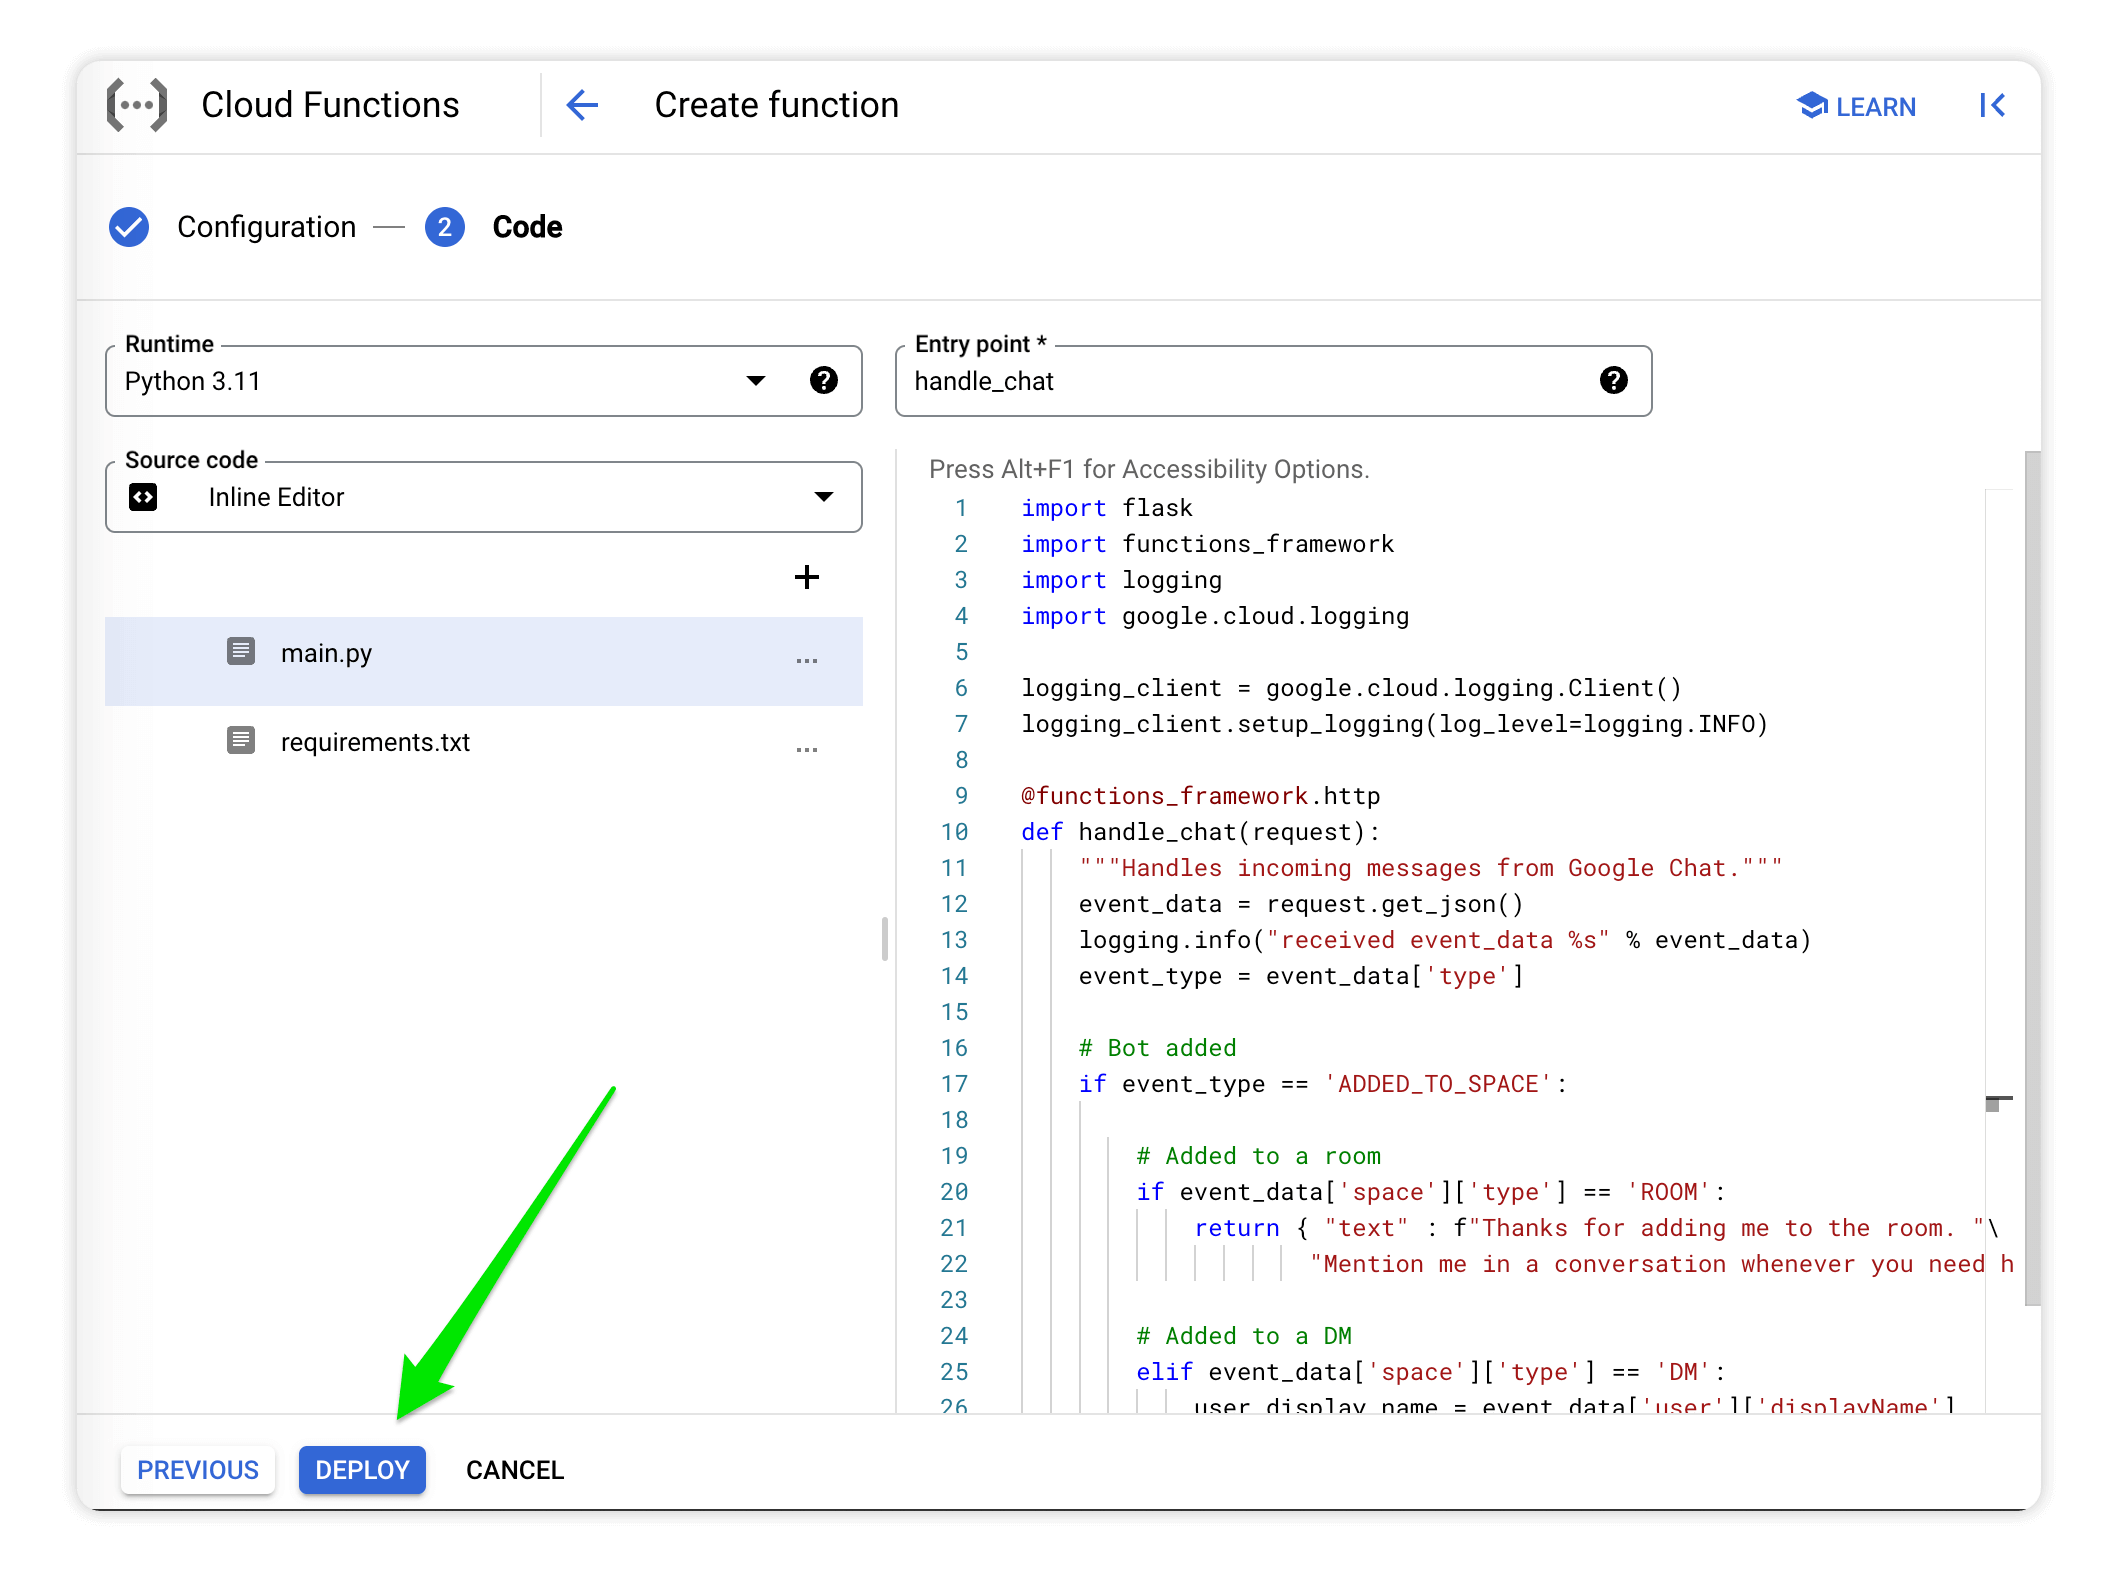 Cloud Functions
Create function
LEARN
Configuration
2
Code
Runtime
Python 3.11
Entry point *
handle_chat
Source code
Inline Editor
main.py
...
requirements.txt
...
Press Alt+F1 for Accessibility Options.
1 import flask
2 import functions_framework
3 import logging
4 import google.cloud.logging
5
6 logging_client = google.cloud.logging.Client()
7 logging_client.setup_logging(log_level=logging.INFO)
8
9 @functions_framework.http
10 def handle_chat(request):
11 """Handles incoming messages from Google Chat."""
12 event_data = request.get_json()
13 logging.info("received event_data %s" % event_data)
14 event_type = event_data['type']
15
16 # Bot added
17 if event_type == 'ADDED_TO_SPACE':
18
19 # Added to a room
20 if event_data['space']['type'] == 'ROOM':
21 return { "text" : f"Thanks for adding me to the room. "\
22 "Mention me in a conversation whenever you need h
23
24 # Added to a DM
25 elif event_data['space']['type'] == 'DM':
26 user_display_name = event_data['user']['displayName']
PREVIOUS
DEPLOY
CANCEL